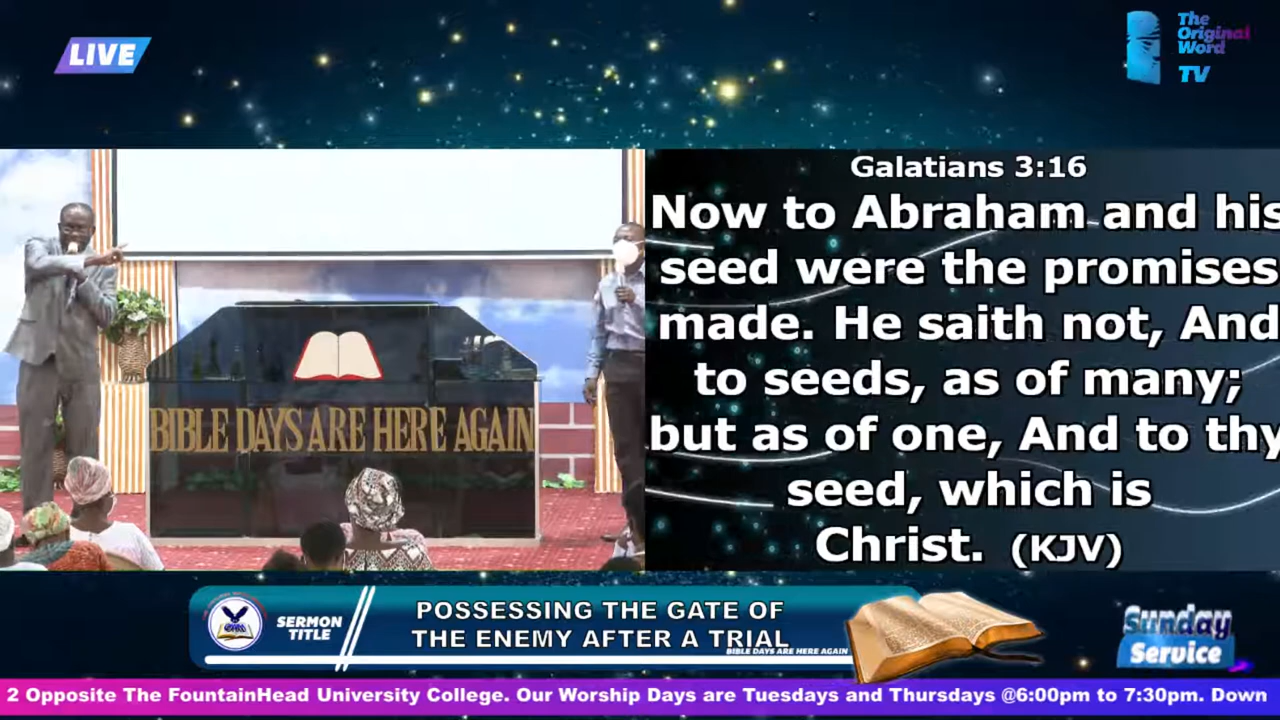 LIVE
The
Original
Word
TV
Galatians 3:16
Now to Abraham and his
seed were the promises
made. He saith not, And
to seeds, as of many;
but as of one, And to thy
seed, which is
Christ. (KJV)
BIBLE DAYS ARE HERE AGAIN
SERMON
TITLE
POSSESSING THE GATE OF
THE ENEMY AFTER A TRIAL
BIBLE DAYS ARE HERE AGAIN
Sunday
Service
2 Opposite The FountainHead University College. Our Worship Days are Tuesdays and Thursdays @6:00pm to 7:30pm. Down